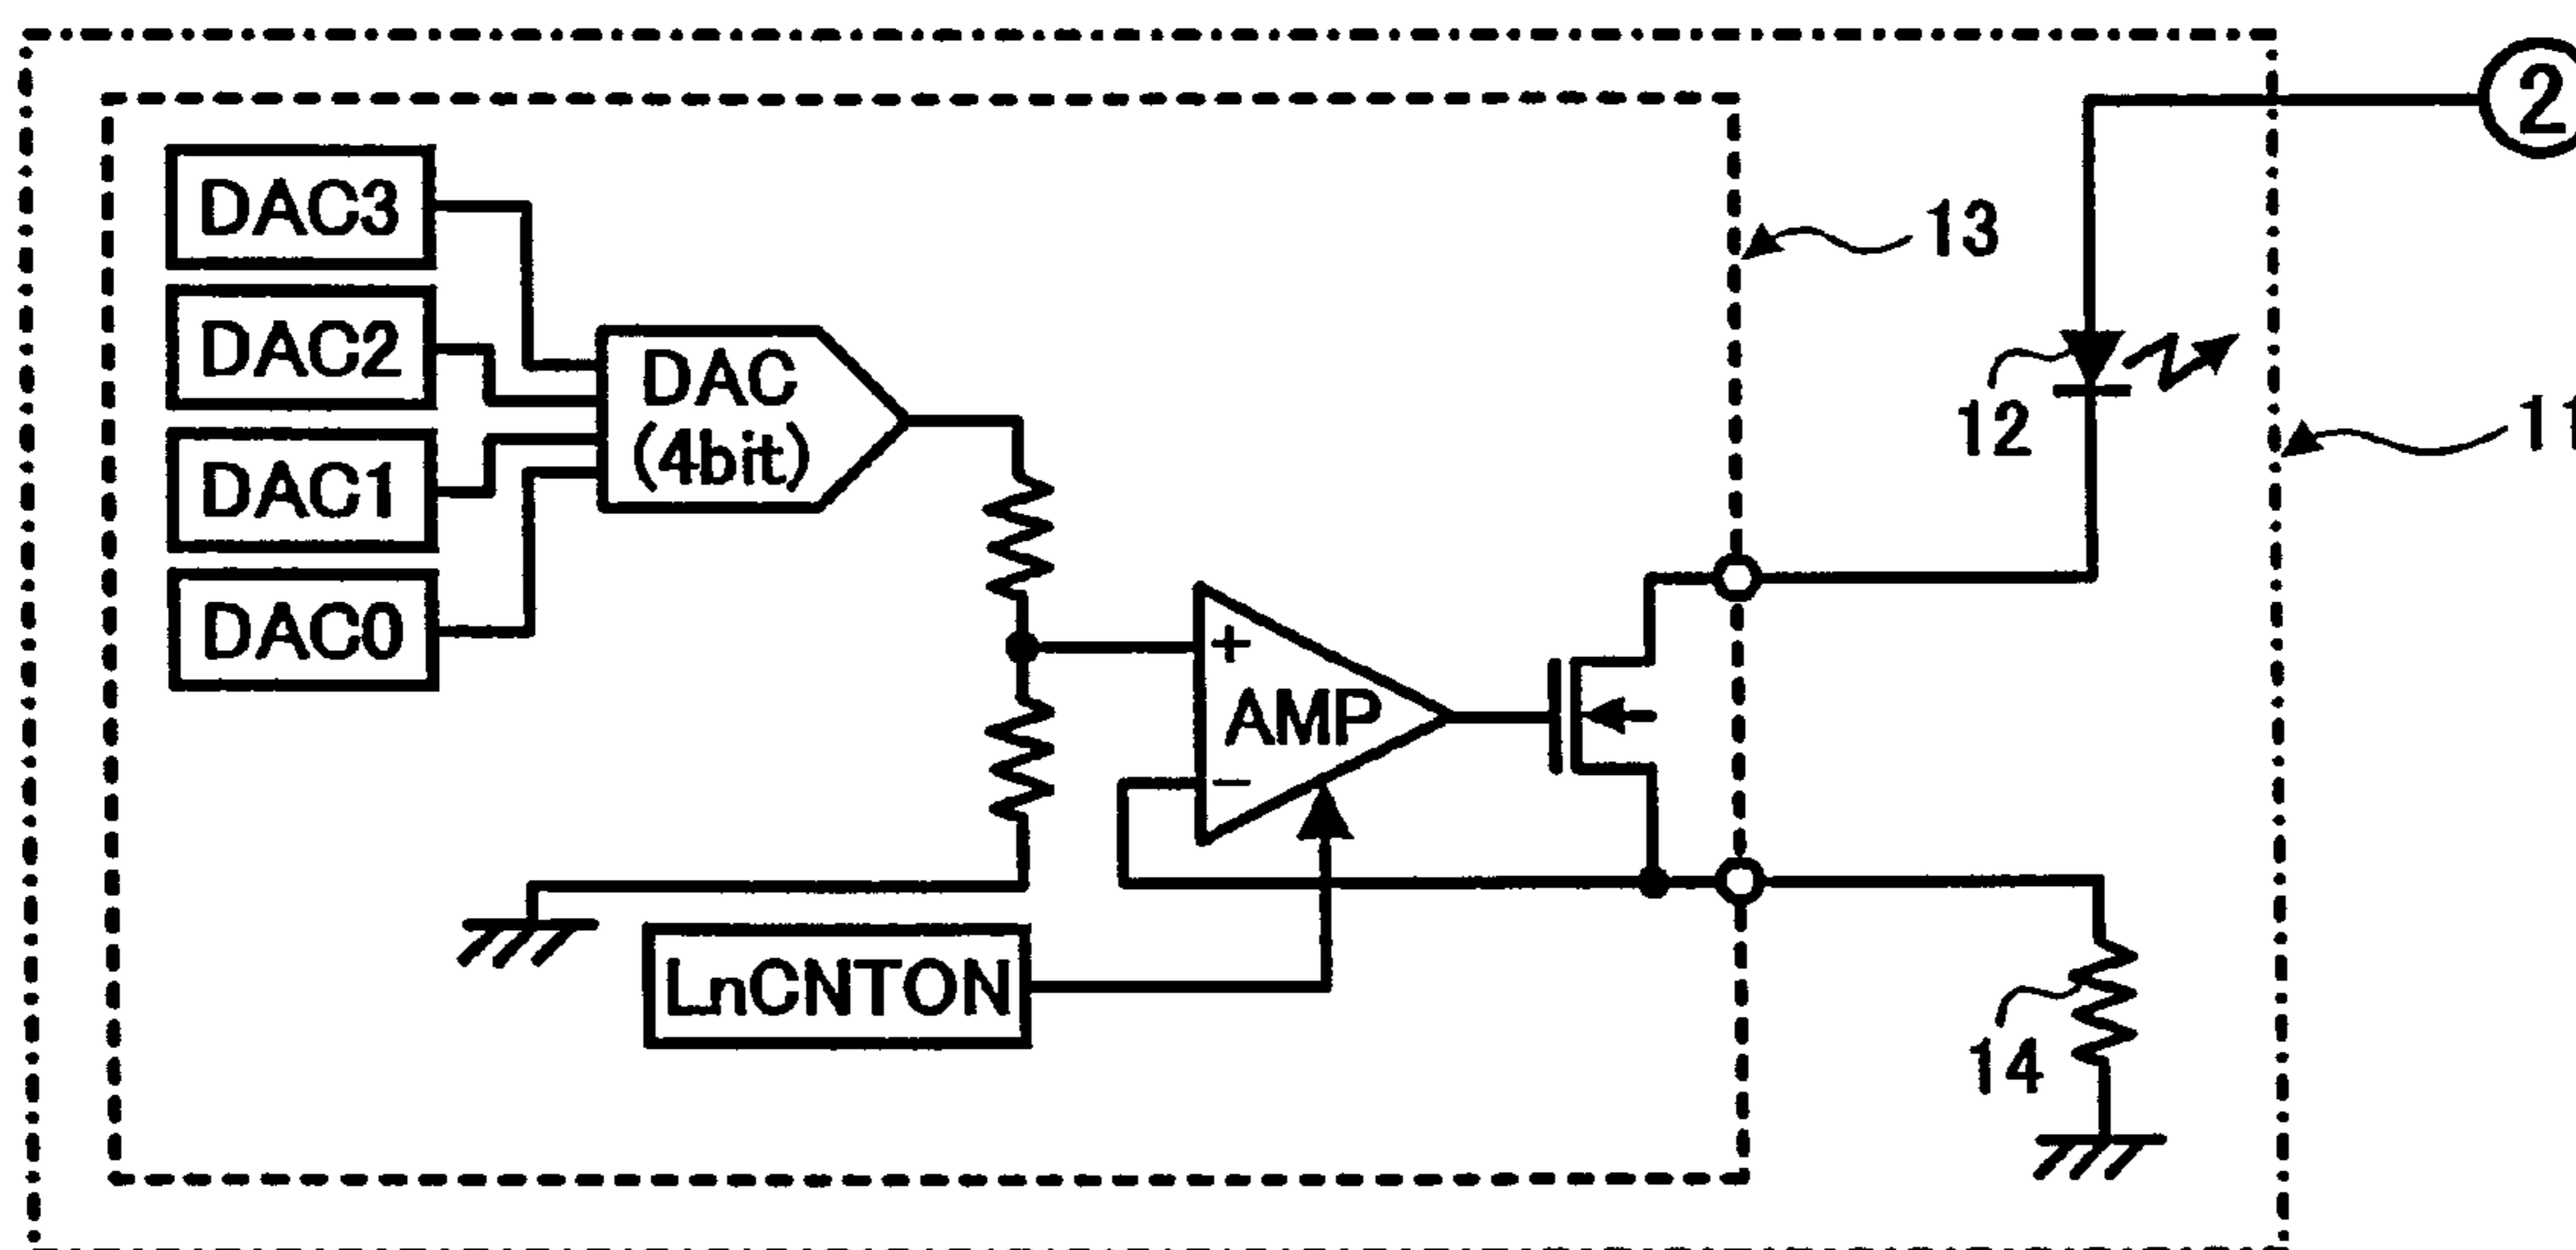 2
DAC3
13
DAC2
DAC
(4bit)
12
11
DAC1
DAC0
+
AMP
−
LnCNTON
14